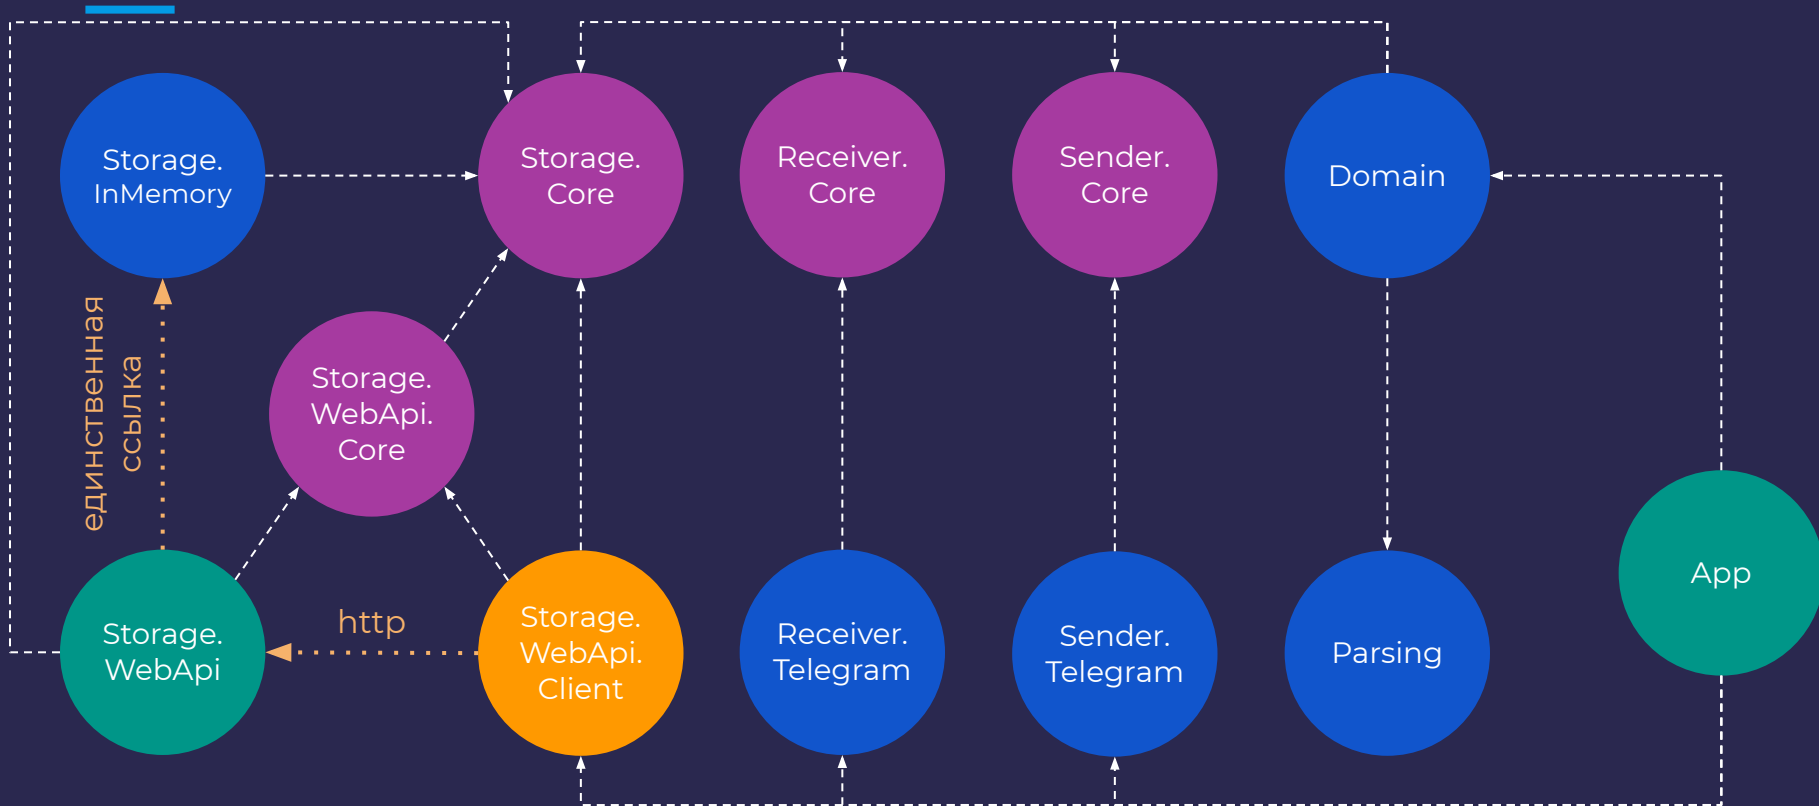 Storage.
InMemory
Storage.
Core
Receiver.
Core
Sender.
Core
Domain
единственная
ссылка
Storage.
WebApi.
Core
Storage.
WebApi
http
Storage.
WebApi.
Client
Receiver.
Telegram
Sender.
Telegram
Parsing
App